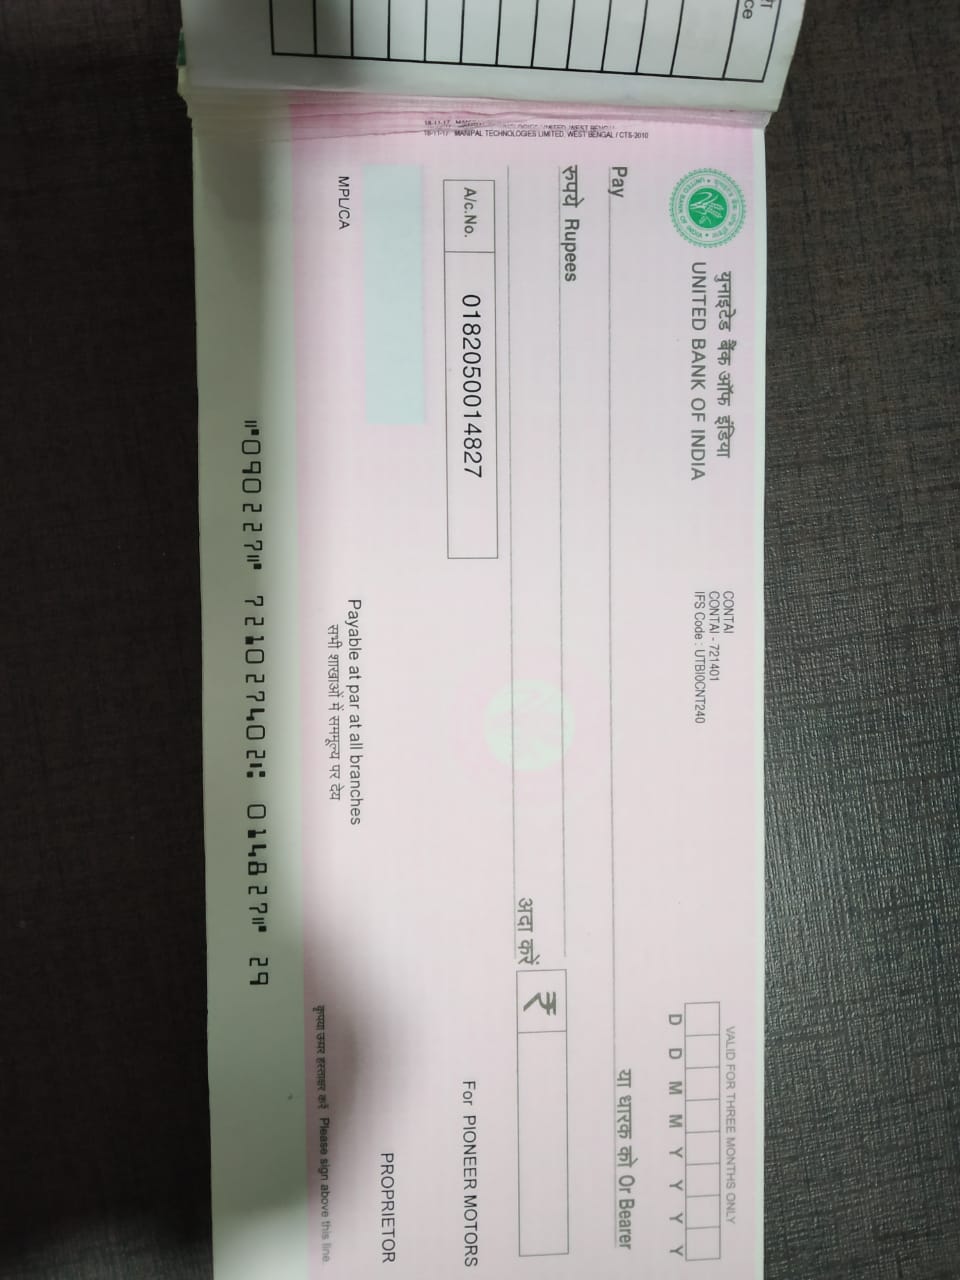 ce
18-11-17 MANIPAL TECHNOLOGIES LIMITED, WEST BENGAL / CTS-2010
यूनाइटेड बैंक ऑफ इंडिया
UNITED BANK OF INDIA
CONTAI
CONTAI - 721401
IFS Code : UTBI0CNT240
VALID FOR THREE MONTHS ONLY
D D M M Y Y Y Y
Pay
या धारक को Or Bearer
रुपये Rupees
अदा करें
₹
A/c.No. 0182050014827
For PIONEER MOTORS
PROPRIETOR
MPL/CA
Payable at par at all branches
सभी शाखाओं में सममूल्य पर देय
कृपया ऊपर हस्ताक्षर करें Please sign above this line
⑈090227⑈ 721027402⑆ 014827⑈ 29